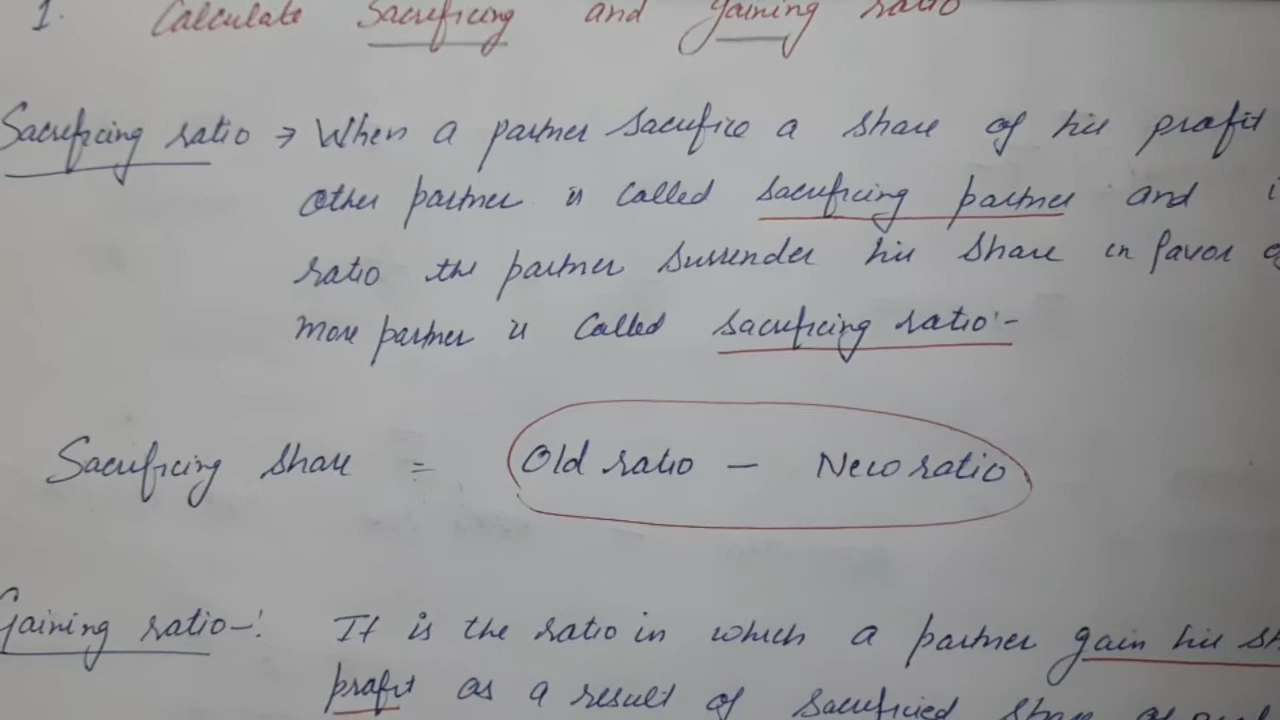 1. Calculate Sacrificing and gaining ratio
Sacrificing ratio → When a partner sacrifice a share of his profit
other partner is called sacrificing partner and
ratio the partner surrender his share in favor
more partner is called sacrificing ratio:-
Sacrificing share = Old ratio - New ratio
Gaining ratio-: It is the ratio in which a partner gain his
profit as a result of sacrificed share